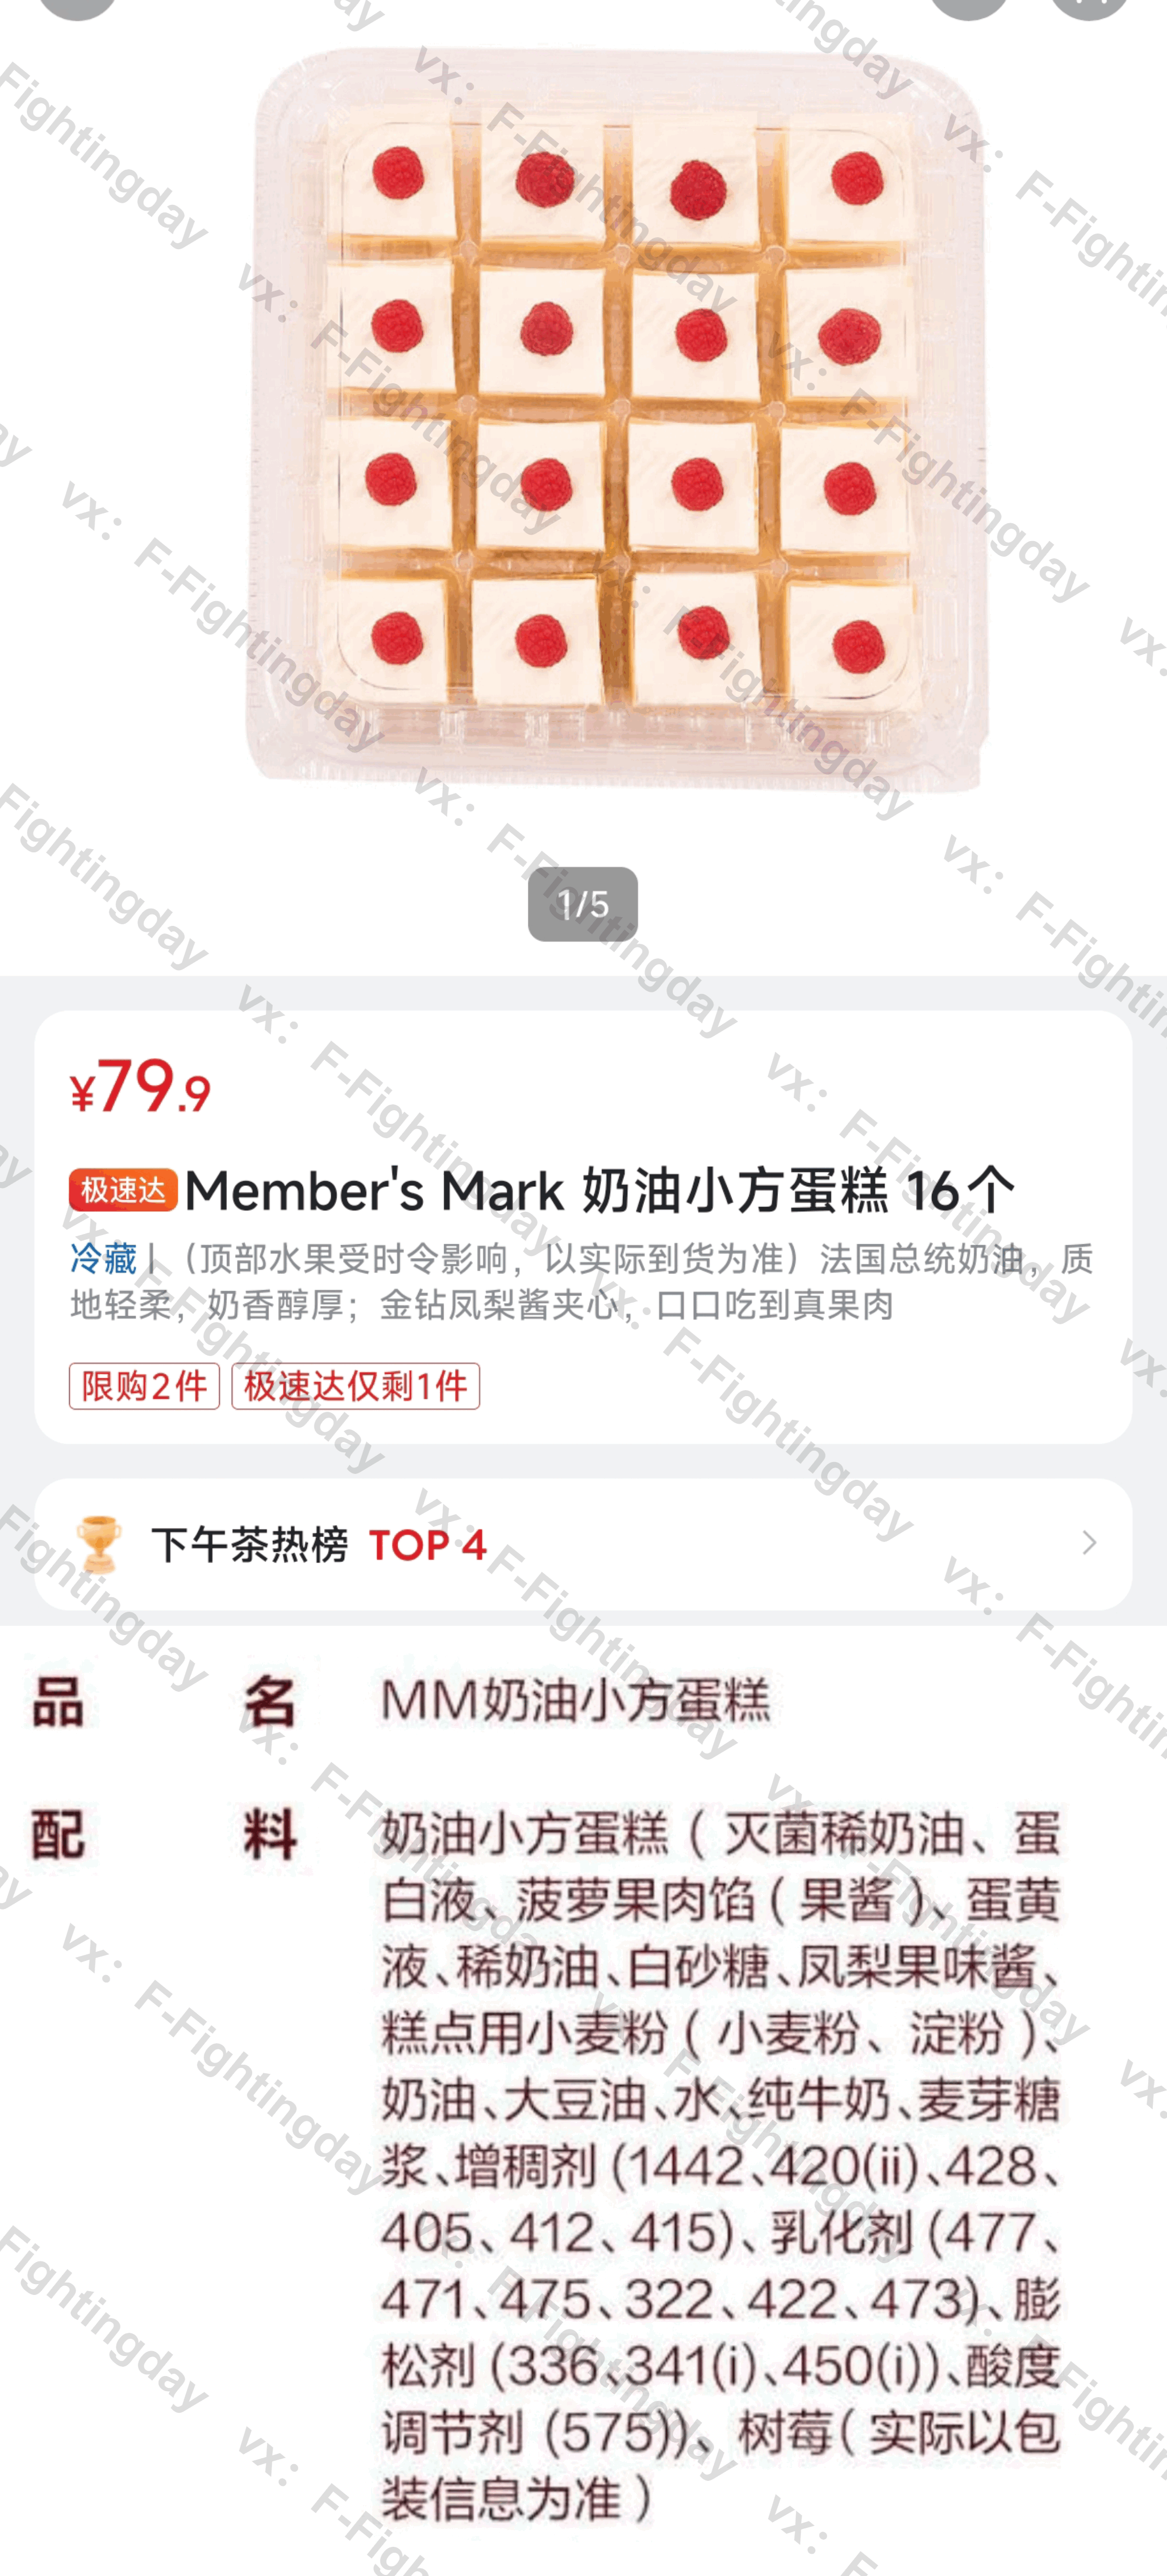 1/5
¥79.9
极速达 Member's Mark 奶油小方蛋糕 16个
冷藏 | （顶部水果受时令影响，以实际到货为准）法国总统奶油，质
地轻柔，奶香醇厚；金钻凤梨酱夹心，口口吃到真果肉
限购2件 极速达仅剩1件
下午茶热榜 TOP 4
品名 MM奶油小方蛋糕
配料 奶油小方蛋糕（灭菌稀奶油、蛋
白液、菠萝果肉馅（果酱）、蛋黄
液、稀奶油、白砂糖、凤梨果味酱、
糕点用小麦粉（小麦粉、淀粉）、
奶油、大豆油、水、纯牛奶、麦芽糖
浆、增稠剂(1442、420(ii)、428、
405、412、415)、乳化剂(477、
471、475、322、422、473)、膨
松剂(336、341(i)、450(i))、酸度
调节剂(575))、树莓（实际以包
装信息为准）
vx: F-Fightingday